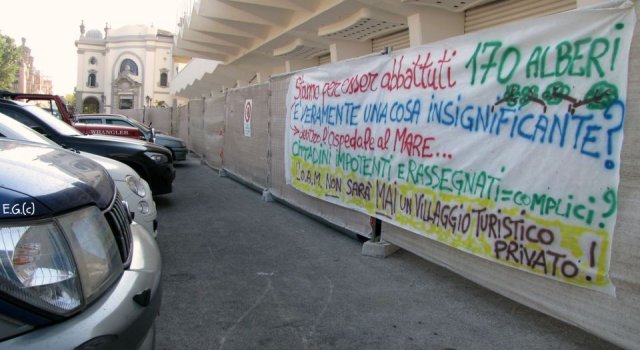 Stanno per esser abbattuti 170 ALBERI
È VERAMENTE UNA COSA INSIGNIFICANTE?
l'Ospedale al MARE...
CITTADINI IMPOTENTI E RASSEGNATI = COMPLICI?
NON SARÀ MAI UN VILLAGGIO TURISTICO
PRIVATO!
WRANGLER
E.G.(c)